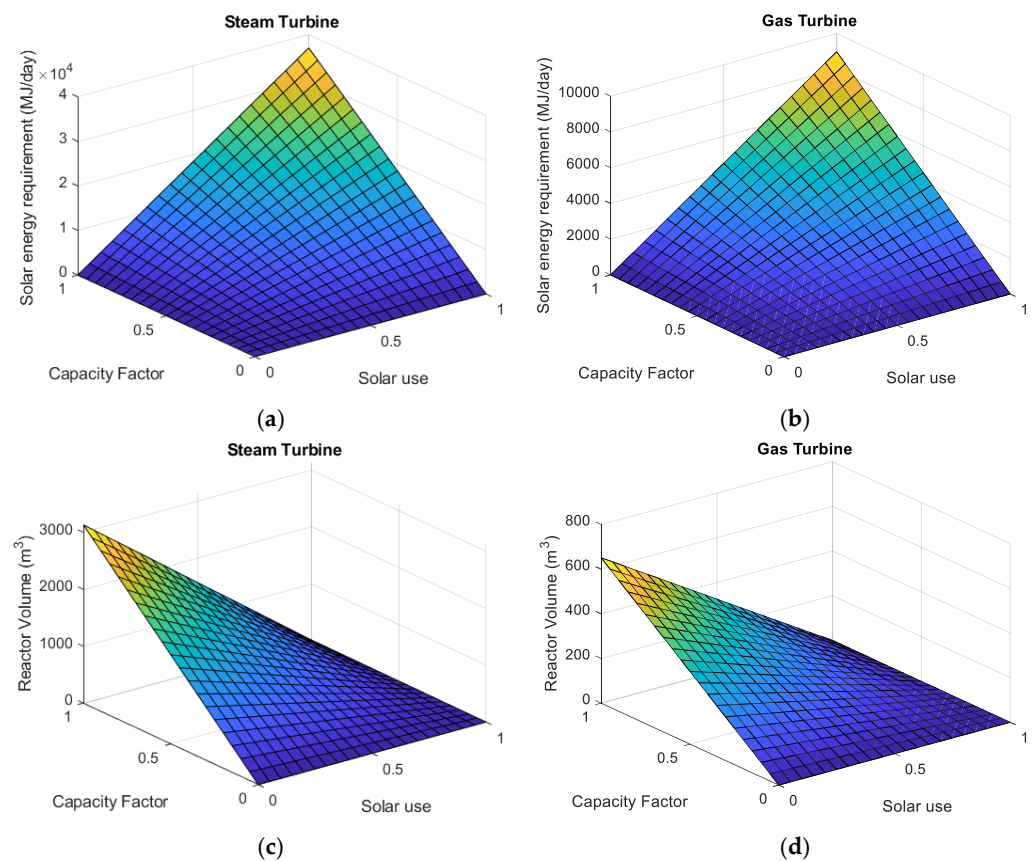 Steam Turbine
Solar energy requirement (MJ/day)
×10⁴
4
3
2
1
0
1
0.5
0
Capacity Factor
0
0.5
1
Solar use
(a)
Gas Turbine
Solar energy requirement (MJ/day)
10000
8000
6000
4000
2000
0
1
0.5
0
Capacity Factor
0
0.5
1
Solar use
(b)
Steam Turbine
Reactor Volume (m³)
3000
2000
1000
0
1
0.5
0
Capacity Factor
0
0.5
1
Solar use
(c)
Gas Turbine
Reactor Volume (m³)
800
600
400
200
0
1
0.5
0
Capacity Factor
0
0.5
1
Solar use
(d)